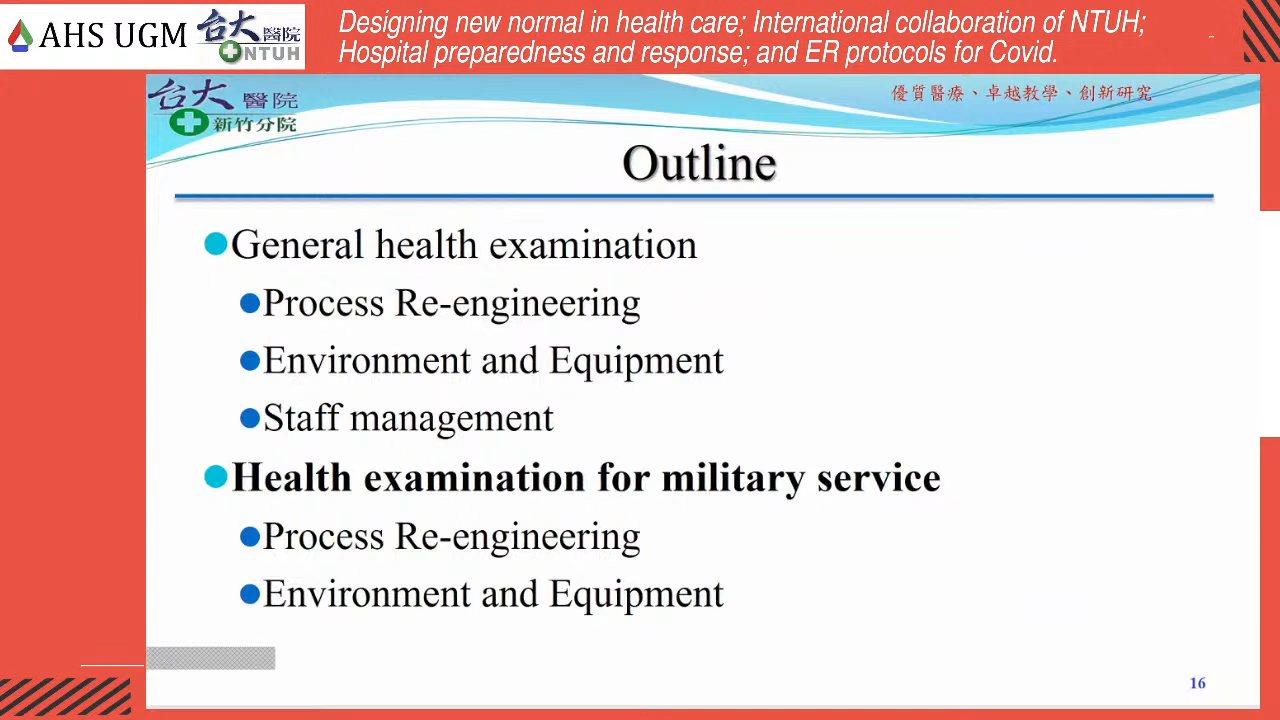 AHS UGM
台大醫院
NTUH
Designing new normal in health care; International collaboration of NTUH;
Hospital preparedness and response; and ER protocols for Covid.
台大醫院
新竹分院
優質醫療、卓越教學、創新研究
Outline
General health examination
Process Re-engineering
Environment and Equipment
Staff management
Health examination for military service
Process Re-engineering
Environment and Equipment
16